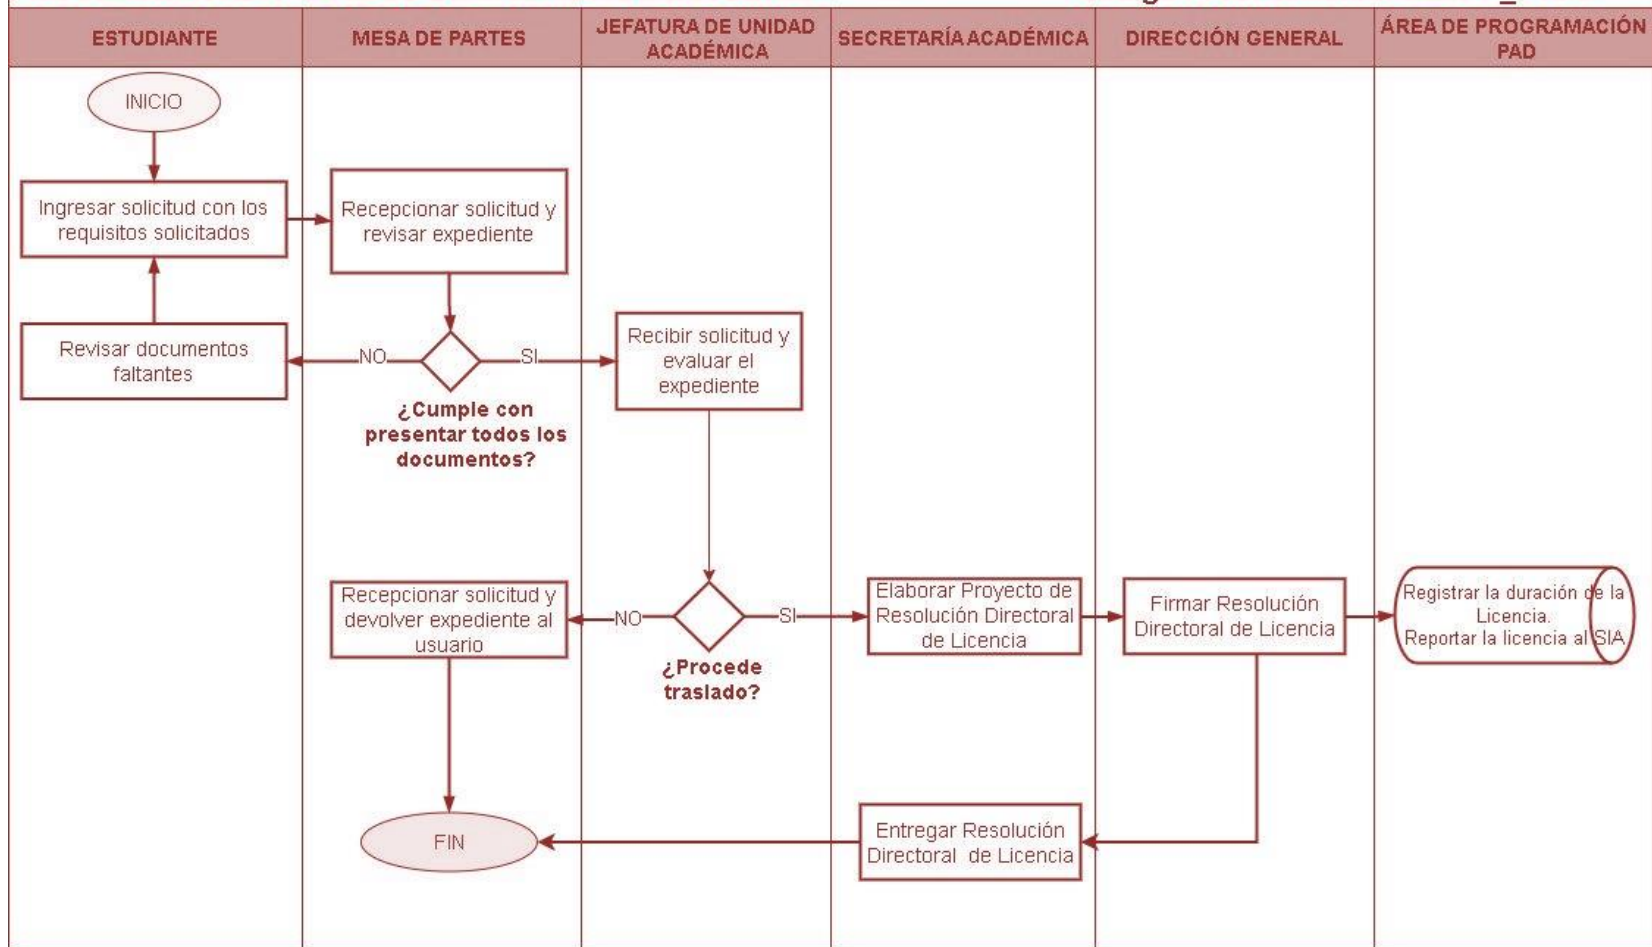 ESTUDIANTE
MESA DE PARTES
JEFATURA DE UNIDAD
ACADÉMICA
SECRETARÍA ACADÉMICA
DIRECCIÓN GENERAL
ÁREA DE PROGRAMACIÓN
PAD
INICIO
Ingresar solicitud con los
requisitos solicitados
Recepcionar solicitud y
revisar expediente
Revisar documentos
faltantes
NO
SI
¿Cumple con
presentar todos los
documentos?
Recibir solicitud y
evaluar el
expediente
Recepcionar solicitud y
devolver expediente al
usuario
NO
SI
¿Procede
traslado?
Elaborar Proyecto de
Resolución Directoral
de Licencia
Firmar Resolución
Directoral de Licencia
Registrar la duración de la
Licencia.
Reportar la licencia al SIA
FIN
Entregar Resolución
Directoral de Licencia